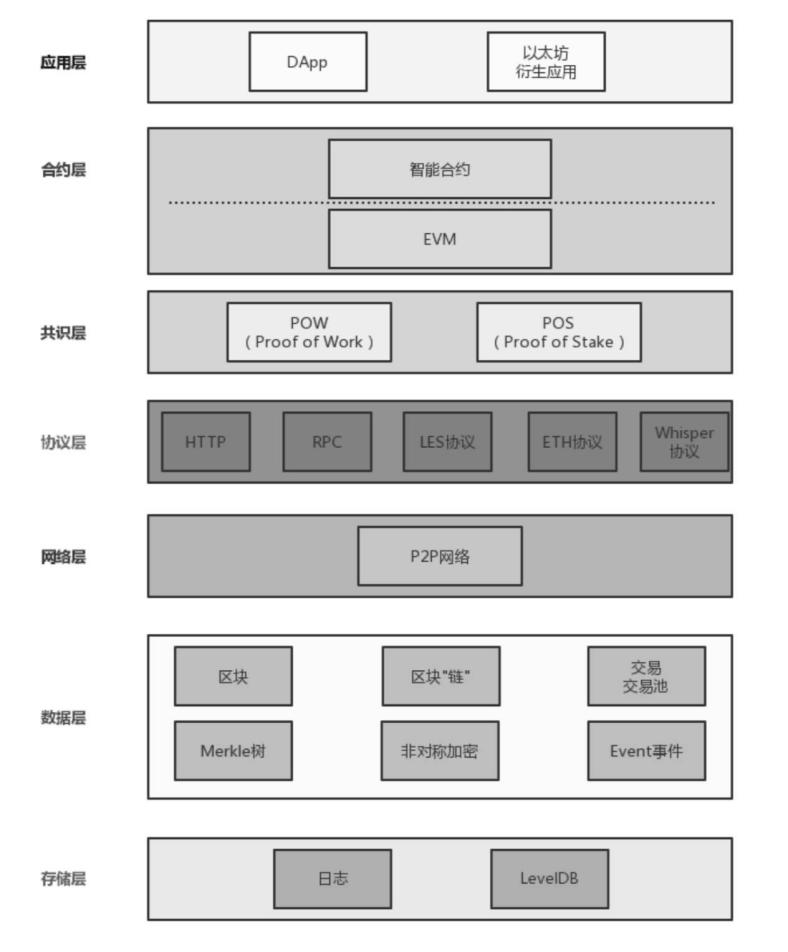 应用层
DApp
以太坊
衍生应用
合约层
智能合约
EVM
共识层
POW
( Proof of Work )
POS
( Proof of Stake )
协议层
HTTP
RPC
LES协议
ETH协议
Whisper
协议
网络层
P2P网络
数据层
区块
区块"链"
交易
交易池
Merkle树
非对称加密
Event事件
存储层
日志
LevelDB